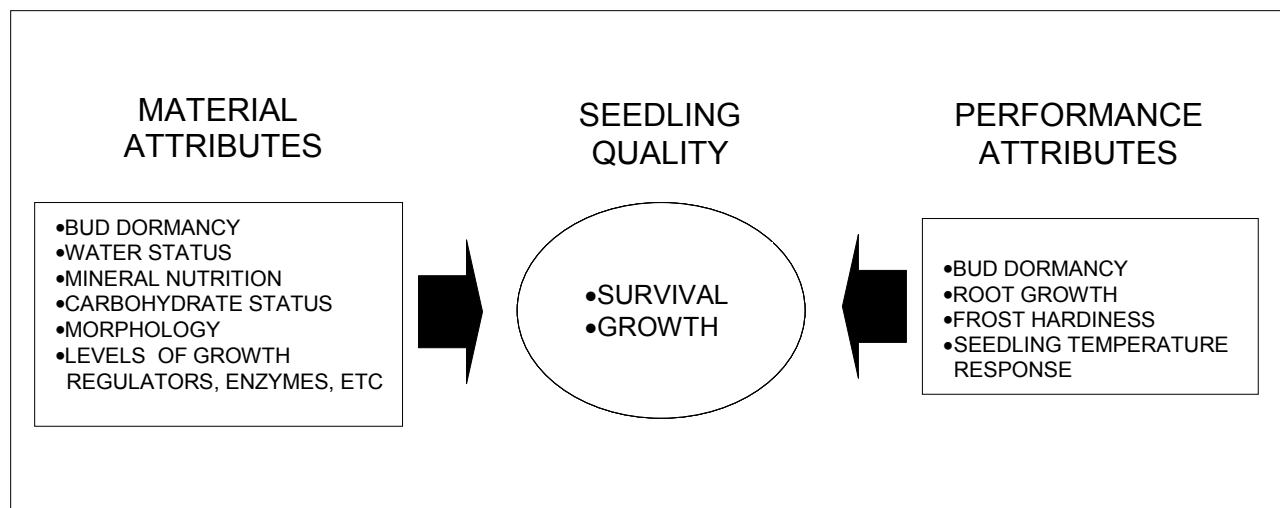 MATERIAL
ATTRIBUTES
•BUD DORMANCY
•WATER STATUS
•MINERAL NUTRITION
•CARBOHYDRATE STATUS
•MORPHOLOGY
•LEVELS OF GROWTH
REGULATORS, ENZYMES, ETC
SEEDLING
QUALITY
•SURVIVAL
•GROWTH
PERFORMANCE
ATTRIBUTES
•BUD DORMANCY
•ROOT GROWTH
•FROST HARDINESS
•SEEDLING TEMPERATURE
RESPONSE